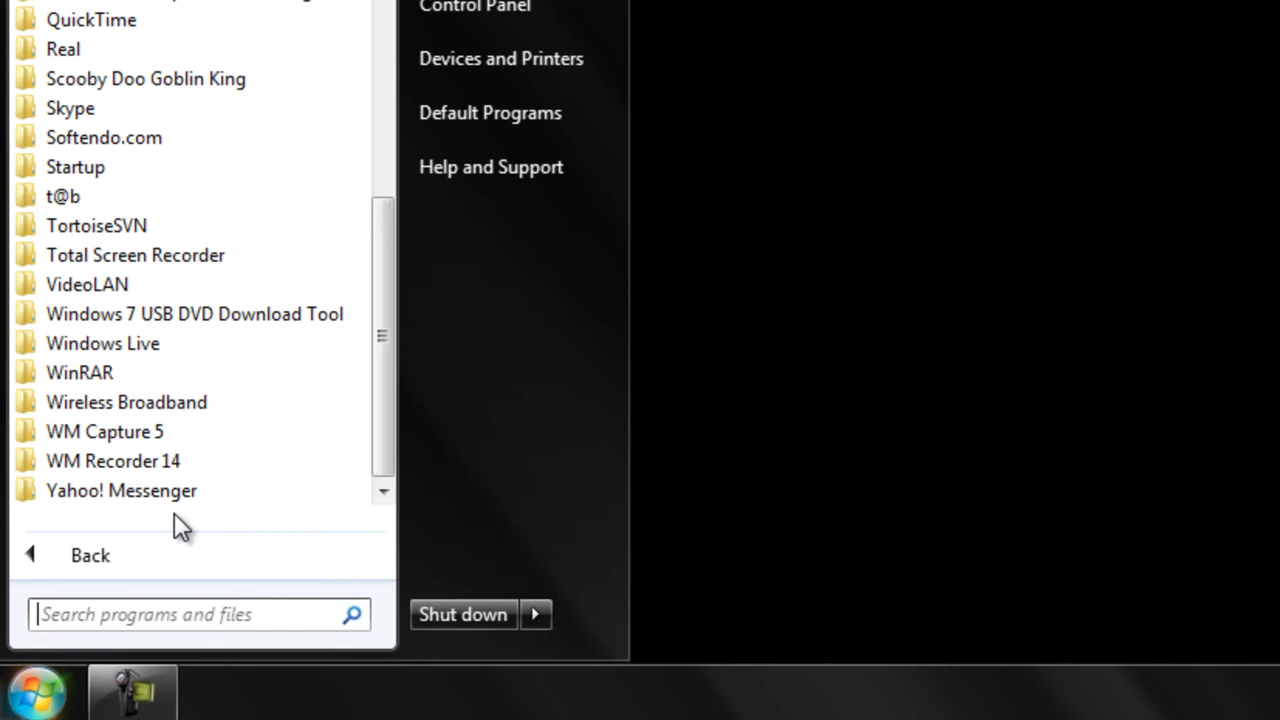 QuickTime
Real
Scooby Doo Goblin King
Skype
Softendo.com
Startup
t@b
TortoiseSVN
Total Screen Recorder
VideoLAN
Windows 7 USB DVD Download Tool
Windows Live
WinRAR
Wireless Broadband
WM Capture 5
WM Recorder 14
Yahoo! Messenger
Back
Search programs and files
Control Panel
Devices and Printers
Default Programs
Help and Support
Shut down